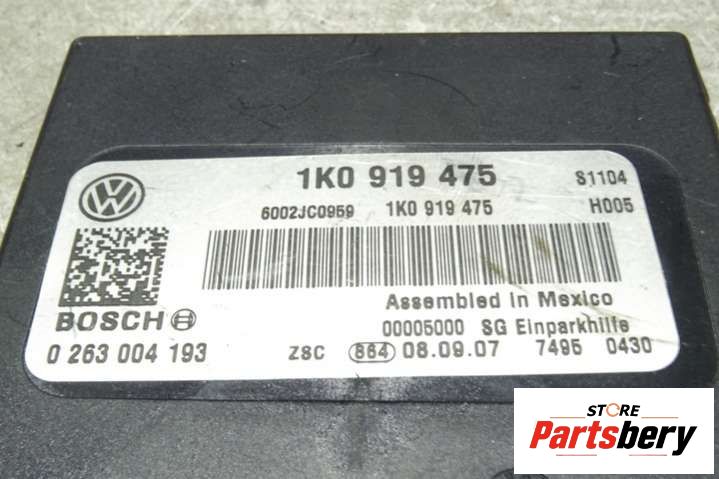 1K0 919 475 S1104
6002JC0959 1K0 919 475 H005
Assembled in Mexico
BOSCH 00005000 SG Einparkhilfe
0 263 004 193 ZSC 864 08.09.07 7495 0430
STORE
Partsbery